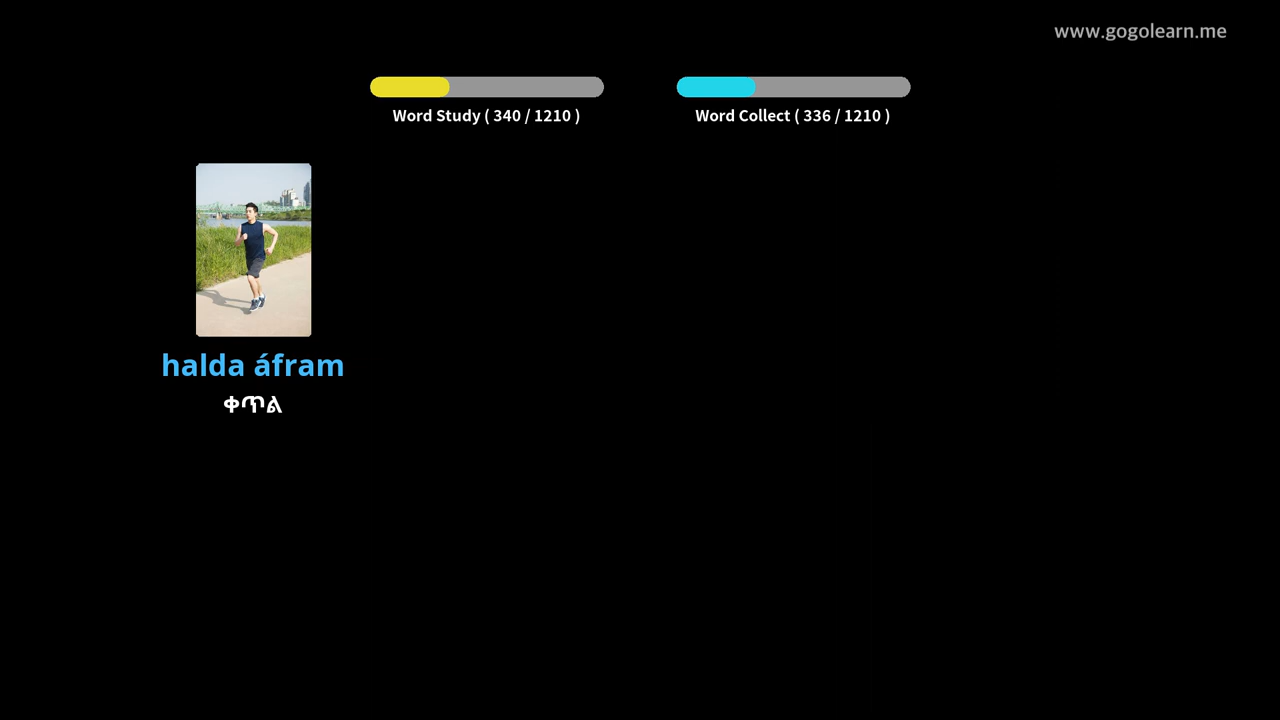 www.gogolearn.me
Word Study ( 340 / 1210 )
Word Collect ( 336 / 1210 )
halda áfram
ቀጥል